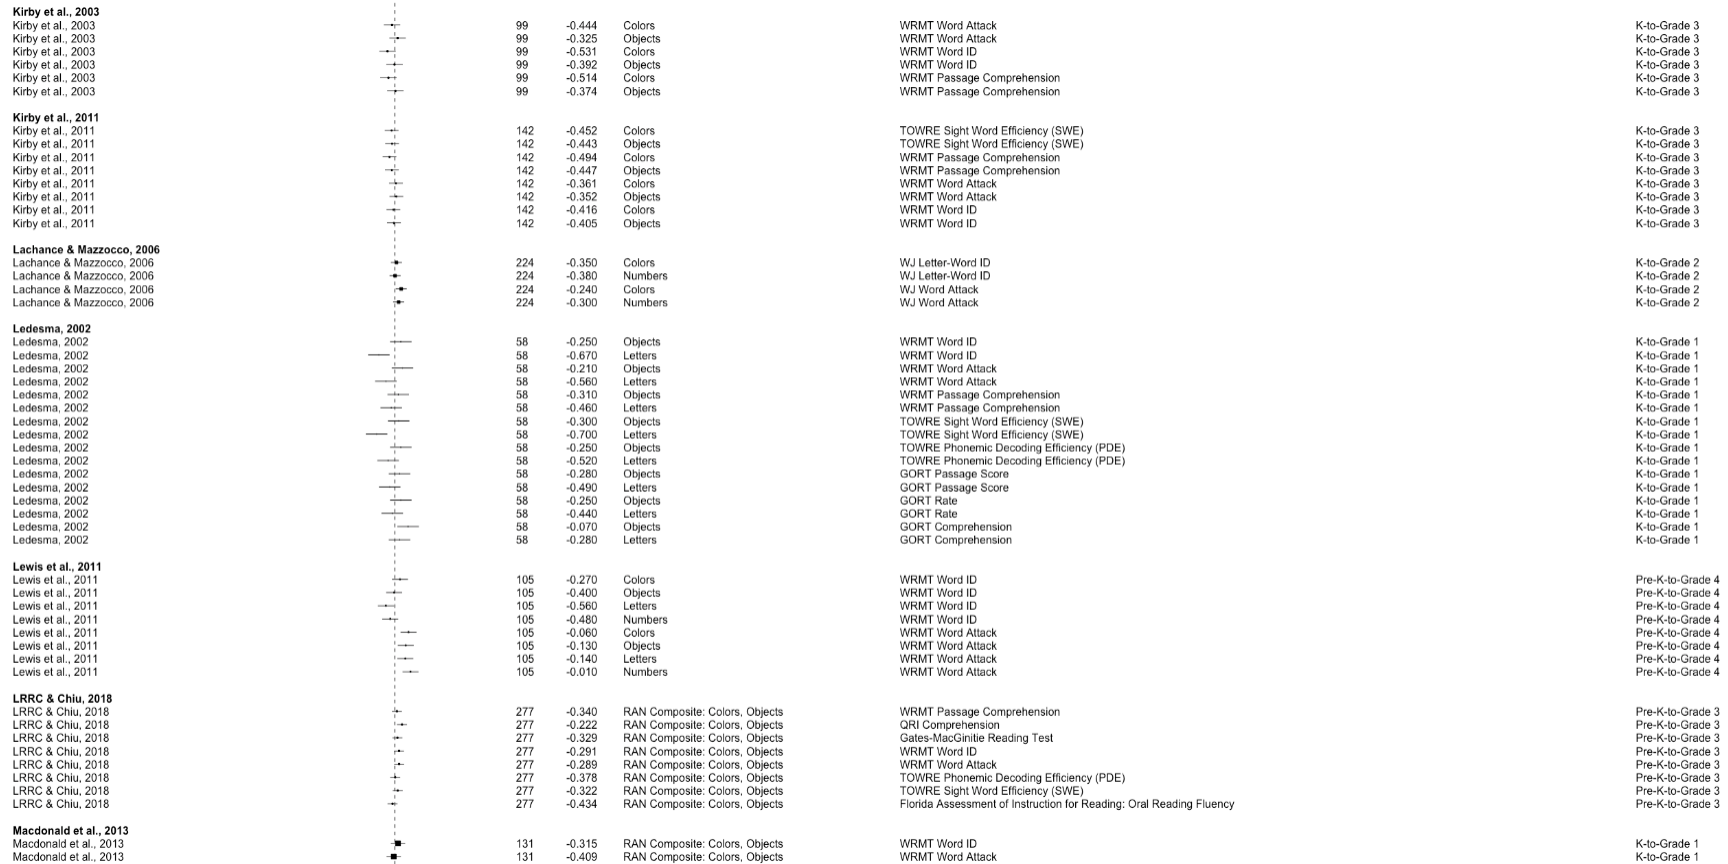 Kirby et al., 2003
Kirby et al., 2003 99 -0.444 Colors WRMT Word Attack K-to-Grade 3
Kirby et al., 2003 99 -0.325 Objects WRMT Word Attack K-to-Grade 3
Kirby et al., 2003 99 -0.531 Colors WRMT Word ID K-to-Grade 3
Kirby et al., 2003 99 -0.392 Objects WRMT Word ID K-to-Grade 3
Kirby et al., 2003 99 -0.514 Colors WRMT Passage Comprehension K-to-Grade 3
Kirby et al., 2003 99 -0.374 Objects WRMT Passage Comprehension K-to-Grade 3
Kirby et al., 2011
Kirby et al., 2011 142 -0.452 Colors TOWRE Sight Word Efficiency (SWE) K-to-Grade 3
Kirby et al., 2011 142 -0.443 Objects TOWRE Sight Word Efficiency (SWE) K-to-Grade 3
Kirby et al., 2011 142 -0.494 Colors WRMT Passage Comprehension K-to-Grade 3
Kirby et al., 2011 142 -0.447 Objects WRMT Passage Comprehension K-to-Grade 3
Kirby et al., 2011 142 -0.361 Colors WRMT Word Attack K-to-Grade 3
Kirby et al., 2011 142 -0.352 Objects WRMT Word Attack K-to-Grade 3
Kirby et al., 2011 142 -0.416 Colors WRMT Word ID K-to-Grade 3
Kirby et al., 2011 142 -0.405 Objects WRMT Word ID K-to-Grade 3
Lachance & Mazzocco, 2006
Lachance & Mazzocco, 2006 224 -0.350 Colors WJ Letter-Word ID K-to-Grade 2
Lachance & Mazzocco, 2006 224 -0.380 Numbers WJ Letter-Word ID K-to-Grade 2
Lachance & Mazzocco, 2006 224 -0.240 Colors WJ Word Attack K-to-Grade 2
Lachance & Mazzocco, 2006 224 -0.300 Numbers WJ Word Attack K-to-Grade 2
Ledesma, 2002
Ledesma, 2002 58 -0.250 Objects WRMT Word ID K-to-Grade 1
Ledesma, 2002 58 -0.670 Letters WRMT Word ID K-to-Grade 1
Ledesma, 2002 58 -0.210 Objects WRMT Word Attack K-to-Grade 1
Ledesma, 2002 58 -0.560 Letters WRMT Word Attack K-to-Grade 1
Ledesma, 2002 58 -0.310 Objects WRMT Passage Comprehension K-to-Grade 1
Ledesma, 2002 58 -0.460 Letters WRMT Passage Comprehension K-to-Grade 1
Ledesma, 2002 58 -0.300 Objects TOWRE Sight Word Efficiency (SWE) K-to-Grade 1
Ledesma, 2002 58 -0.700 Letters TOWRE Sight Word Efficiency (SWE) K-to-Grade 1
Ledesma, 2002 58 -0.250 Objects TOWRE Phonemic Decoding Efficiency (PDE) K-to-Grade 1
Ledesma, 2002 58 -0.520 Letters TOWRE Phonemic Decoding Efficiency (PDE) K-to-Grade 1
Ledesma, 2002 58 -0.280 Objects GORT Passage Score K-to-Grade 1
Ledesma, 2002 58 -0.490 Letters GORT Passage Score K-to-Grade 1
Ledesma, 2002 58 -0.250 Objects GORT Rate K-to-Grade 1
Ledesma, 2002 58 -0.440 Letters GORT Rate K-to-Grade 1
Ledesma, 2002 58 -0.070 Objects GORT Comprehension K-to-Grade 1
Ledesma, 2002 58 -0.280 Letters GORT Comprehension K-to-Grade 1
Lewis et al., 2011
Lewis et al., 2011 105 -0.270 Colors WRMT Word ID Pre-K-to-Grade 4
Lewis et al., 2011 105 -0.400 Objects WRMT Word ID Pre-K-to-Grade 4
Lewis et al., 2011 105 -0.560 Letters WRMT Word ID Pre-K-to-Grade 4
Lewis et al., 2011 105 -0.480 Numbers WRMT Word ID Pre-K-to-Grade 4
Lewis et al., 2011 105 -0.060 Colors WRMT Word Attack Pre-K-to-Grade 4
Lewis et al., 2011 105 -0.130 Objects WRMT Word Attack Pre-K-to-Grade 4
Lewis et al., 2011 105 -0.140 Letters WRMT Word Attack Pre-K-to-Grade 4
Lewis et al., 2011 105 -0.010 Numbers WRMT Word Attack Pre-K-to-Grade 4
LRRC & Chiu, 2018
LRRC & Chiu, 2018 277 -0.340 RAN Composite: Colors, Objects WRMT Passage Comprehension Pre-K-to-Grade 3
LRRC & Chiu, 2018 277 -0.222 RAN Composite: Colors, Objects QRI Comprehension Pre-K-to-Grade 3
LRRC & Chiu, 2018 277 -0.329 RAN Composite: Colors, Objects Gates-MacGinitie Reading Test Pre-K-to-Grade 3
LRRC & Chiu, 2018 277 -0.291 RAN Composite: Colors, Objects WRMT Word ID Pre-K-to-Grade 3
LRRC & Chiu, 2018 277 -0.289 RAN Composite: Colors, Objects WRMT Word Attack Pre-K-to-Grade 3
LRRC & Chiu, 2018 277 -0.378 RAN Composite: Colors, Objects TOWRE Phonemic Decoding Efficiency (PDE) Pre-K-to-Grade 3
LRRC & Chiu, 2018 277 -0.322 RAN Composite: Colors, Objects TOWRE Sight Word Efficiency (SWE) Pre-K-to-Grade 3
LRRC & Chiu, 2018 277 -0.434 RAN Composite: Colors, Objects Florida Assessment of Instruction for Reading: Oral Reading Fluency Pre-K-to-Grade 3
Macdonald et al., 2013
Macdonald et al., 2013 131 -0.315 RAN Composite: Colors, Objects WRMT Word ID K-to-Grade 1
Macdonald et al., 2013 131 -0.409 RAN Composite: Colors, Objects WRMT Word Attack K-to-Grade 1